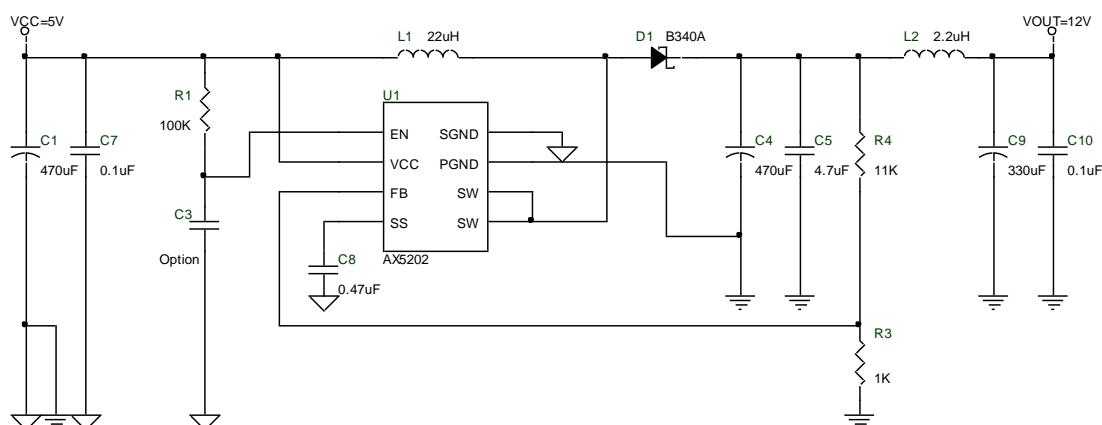 VCC=5V
VOUT=12V
L1 22uH
D1 B340A
L2 2.2uH
R1
100K
U1
EN
VCC
FB
SS
SGND
PGND
SW
SW
AX5202
C1
470uF
C7
0.1uF
C3
Option
C8
0.47uF
C4
470uF
C5
4.7uF
R4
11K
C9
330uF
C10
0.1uF
R3
1K